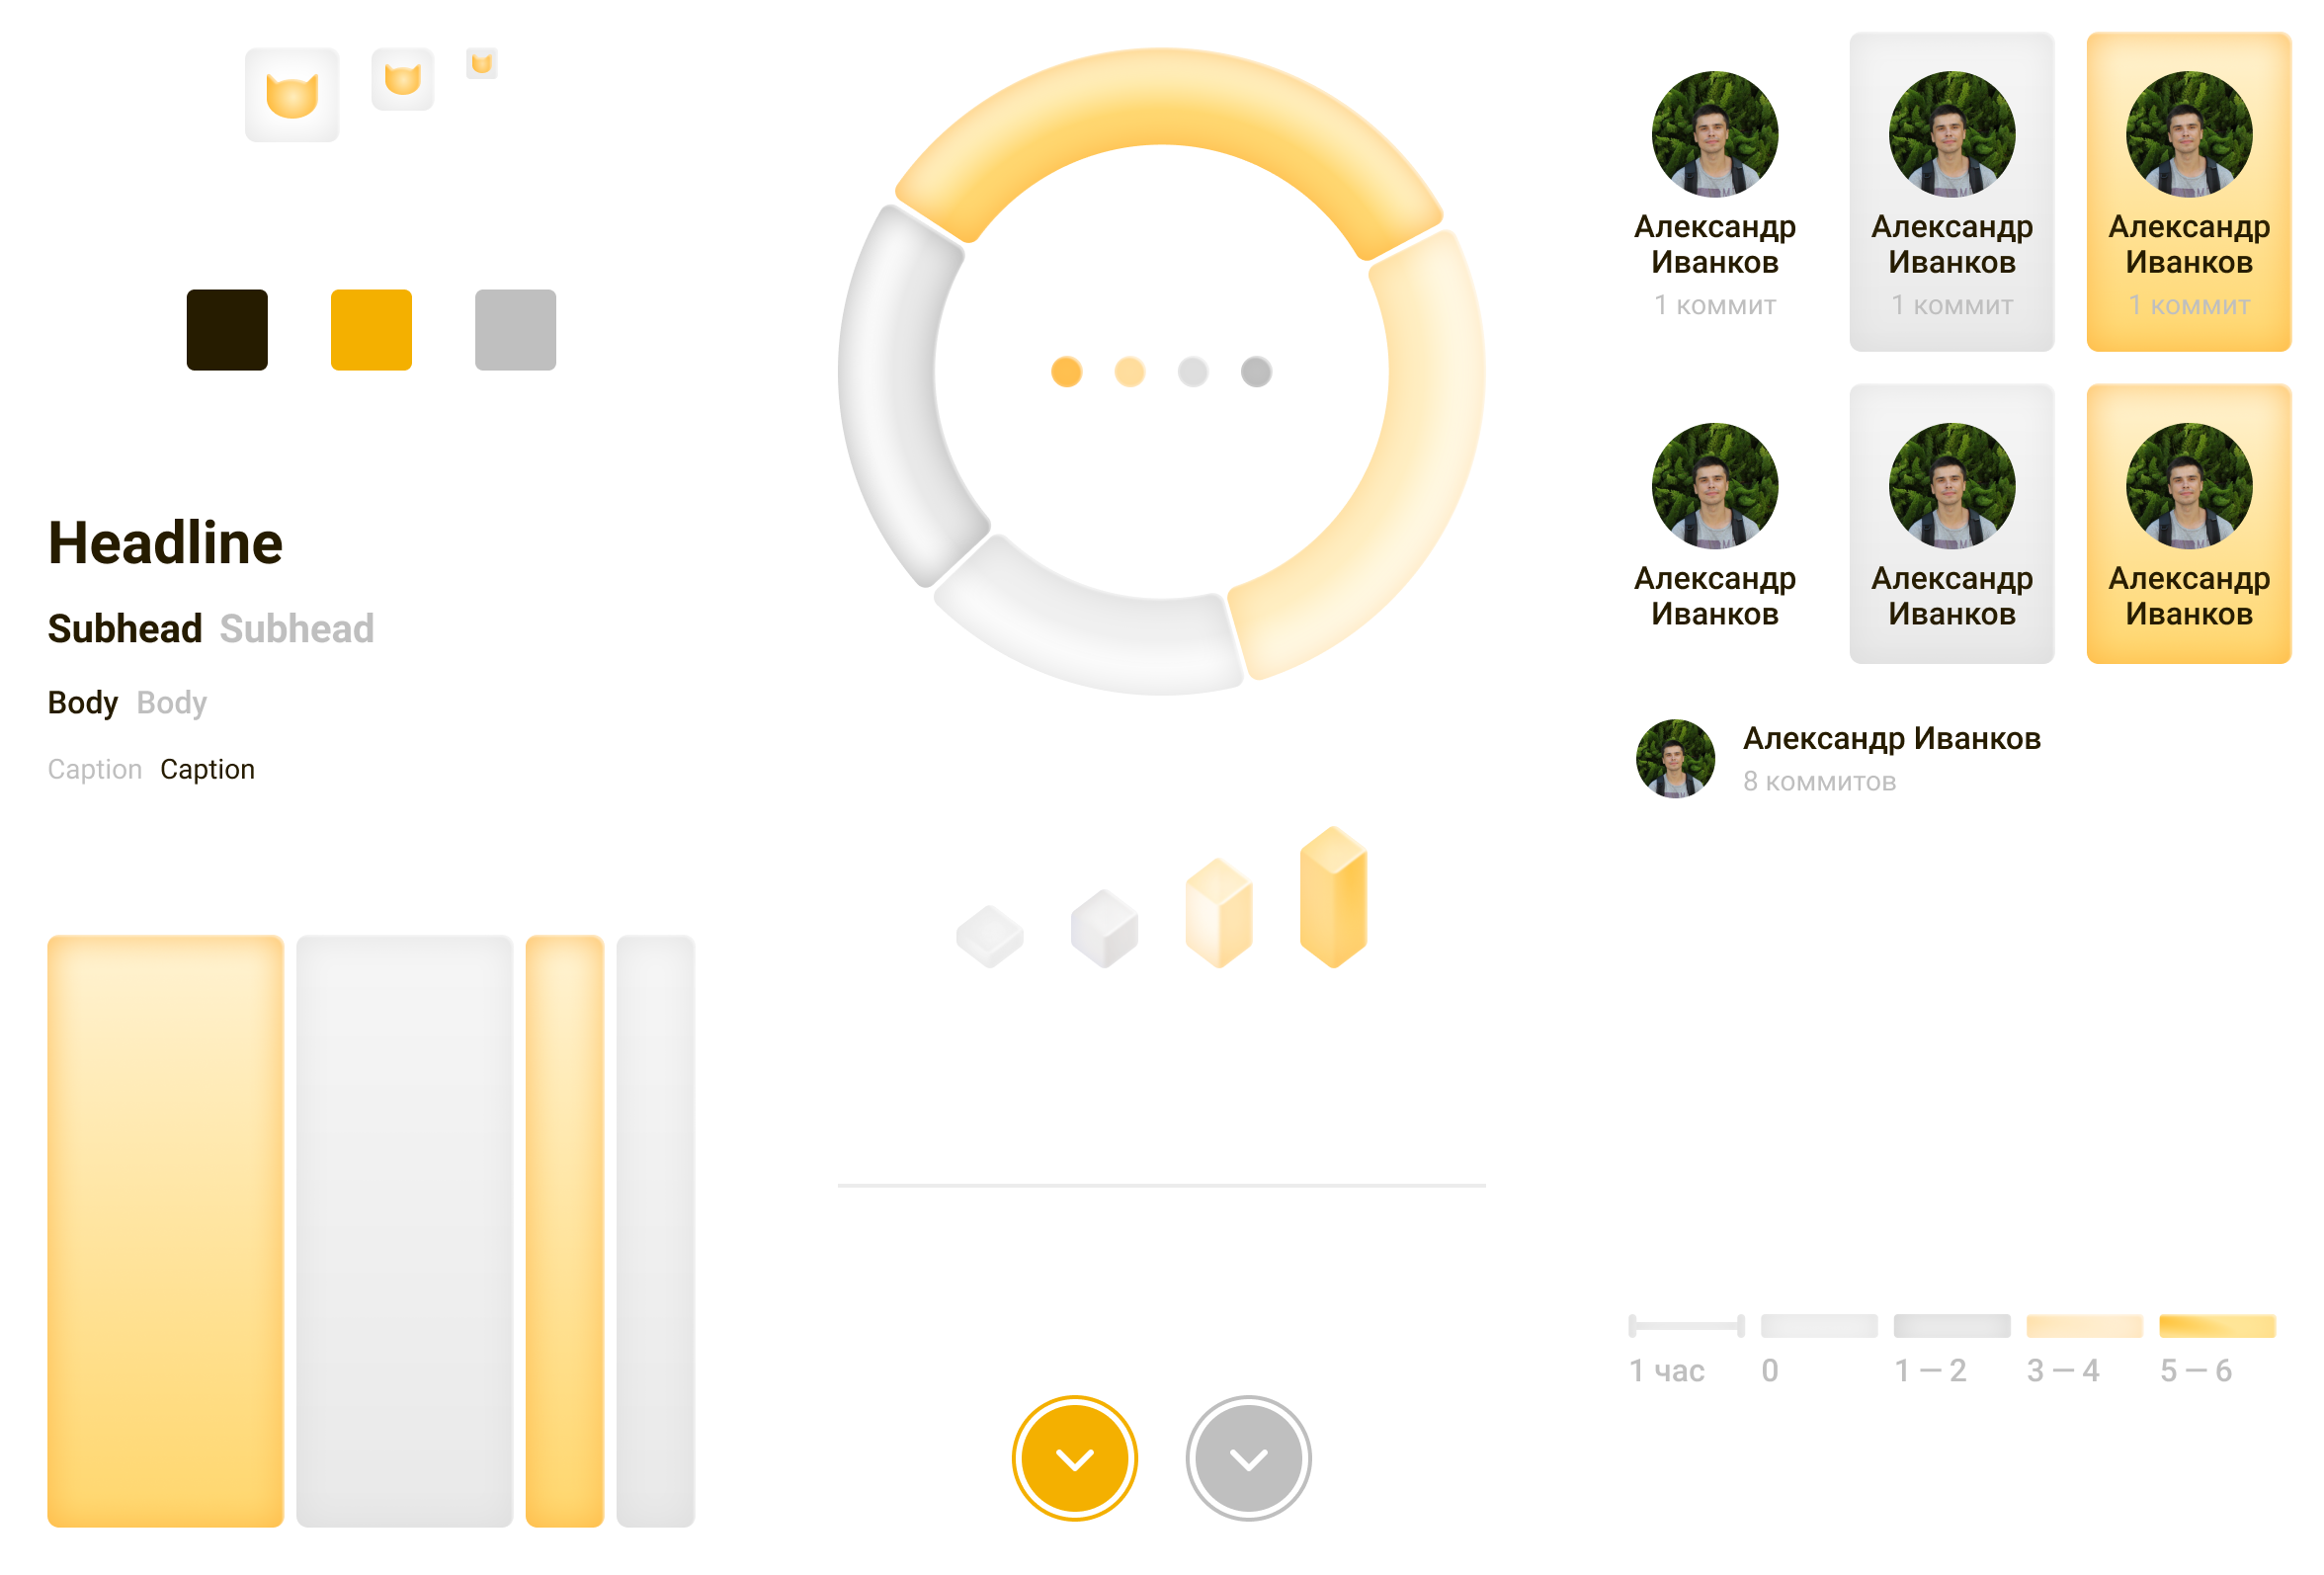 Headline
Subhead Subhead
Body Body
Caption Caption
Александр
Иванков
1 коммит
Александр
Иванков
1 коммит
Александр
Иванков
1 коммит
Александр
Иванков
Александр
Иванков
Александр
Иванков
Александр Иванков
8 коммитов
1 час
0
1 — 2
3 — 4
5 — 6